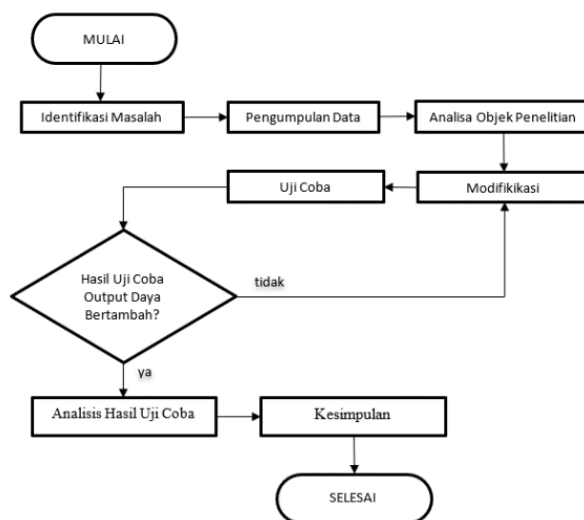 MULAI
Identifikasi Masalah
Pengumpulan Data
Analisa Objek Penelitian
Modifikikasi
Uji Coba
Hasil Uji Coba
Output Daya
Bertambah?
tidak
ya
Analisis Hasil Uji Coba
Kesimpulan
SELESAI